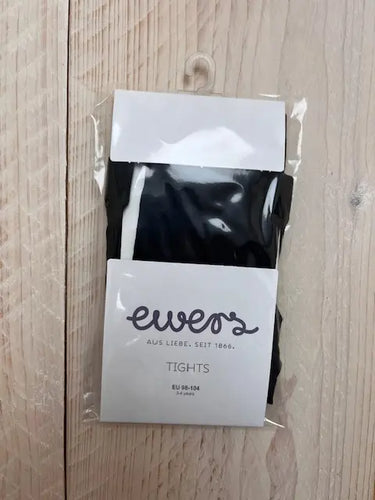 ewers
AUS LIEBE. SEIT 1866.
TIGHTS
EU 98-104
3-4 years